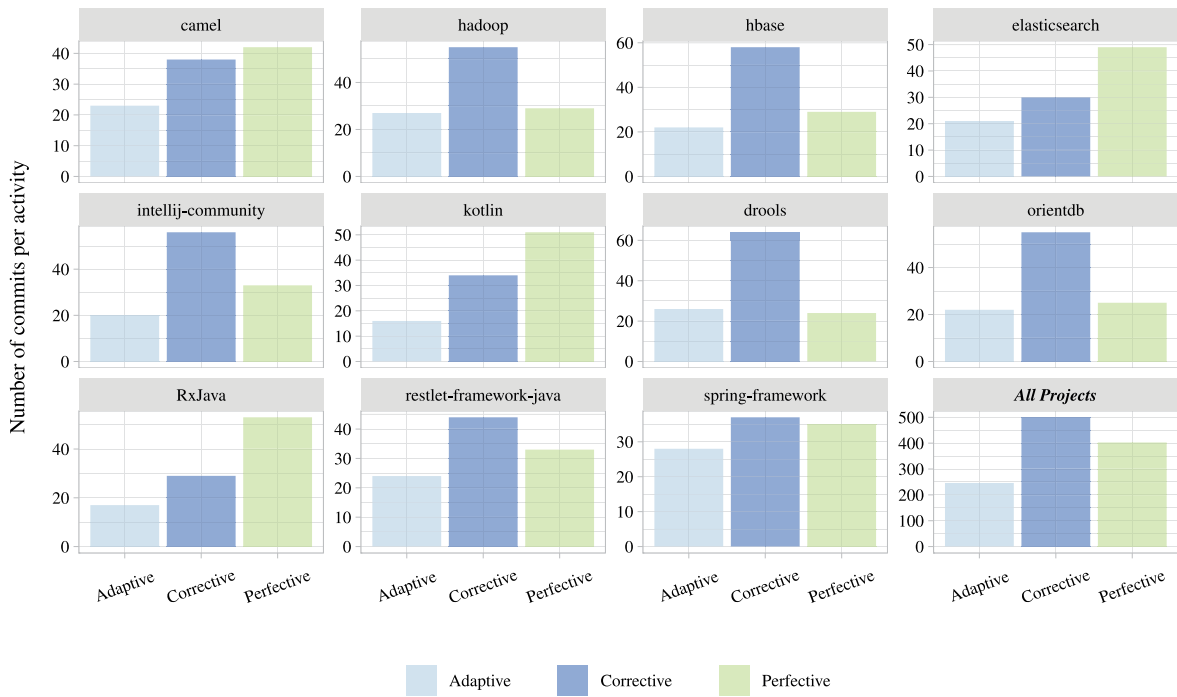 Number of commits per activity
camel
hadoop
hbase
elasticsearch
40
30
20
10
0
40
20
0
60
40
20
0
50
40
30
20
10
0
intellij-community
kotlin
drools
orientdb
40
20
0
50
40
30
20
10
0
60
40
20
0
40
20
0
RxJava
restlet-framework-java
spring-framework
All Projects
40
20
0
40
30
20
10
0
30
20
10
0
500
400
300
200
100
0
Adaptive Corrective Perfective
Adaptive Corrective Perfective
Adaptive Corrective Perfective
Adaptive Corrective Perfective
Adaptive Corrective Perfective